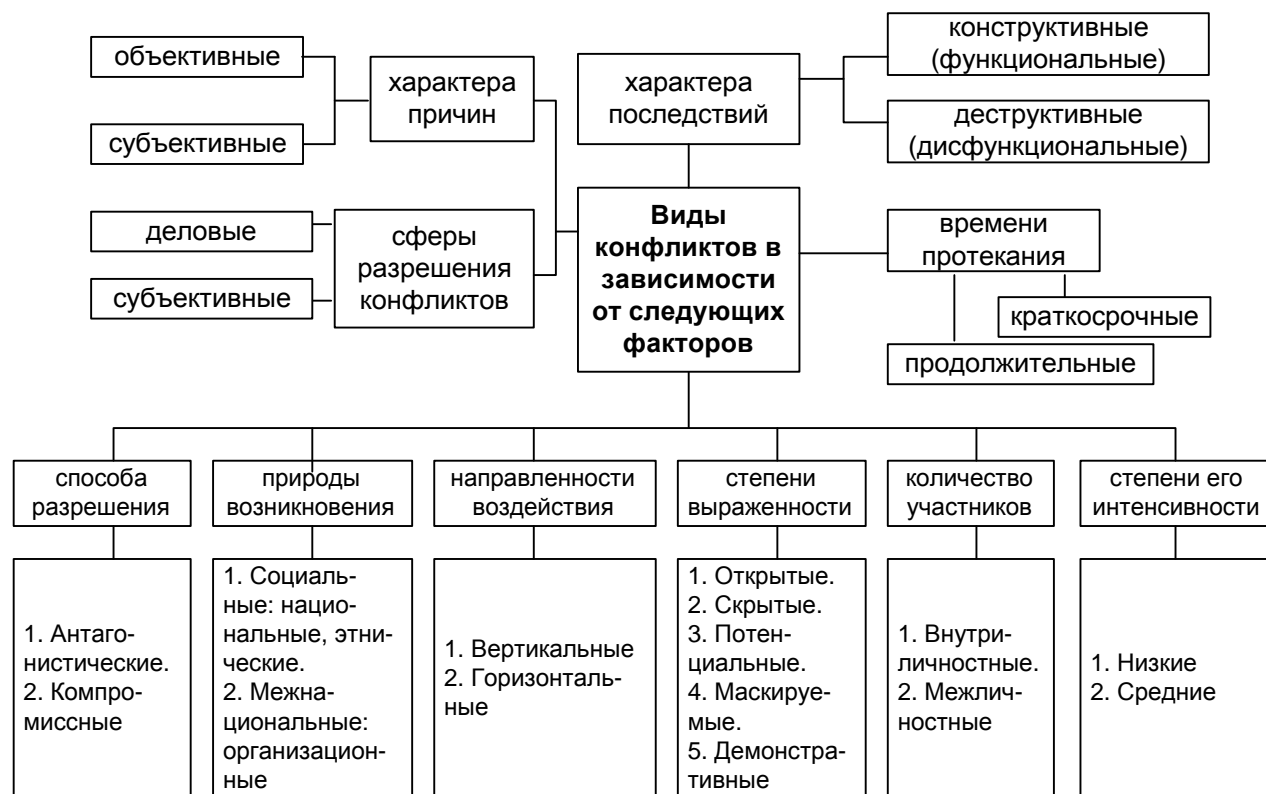 объективные
субъективные
характера
причин
характера
последствий
конструктивные
(функциональные)
деструктивные
(дисфункциональные)
деловые
субъективные
сферы
разрешения
конфликтов
Виды
конфликтов в
зависимости
от следующих
факторов
времени
протекания
краткосрочные
продолжительные
способа
разрешения
природы
возникновения
направленности
воздействия
степени
выраженности
количество
участников
степени его
интенсивности
1. Антаго-
нистические.
2. Компро-
миссные
1. Социаль-
ные: нацио-
нальные, этни-
ческие.
2. Межна-
циональные:
организацион-
ные
1. Вертикальные
2. Горизонталь-
ные
1. Открытые.
2. Скрытые.
3. Потен-
циальные.
4. Маскируе-
мые.
5. Демонстра-
тивные
1. Внутри-
личностные.
2. Межлич-
ностные
1. Низкие
2. Средние